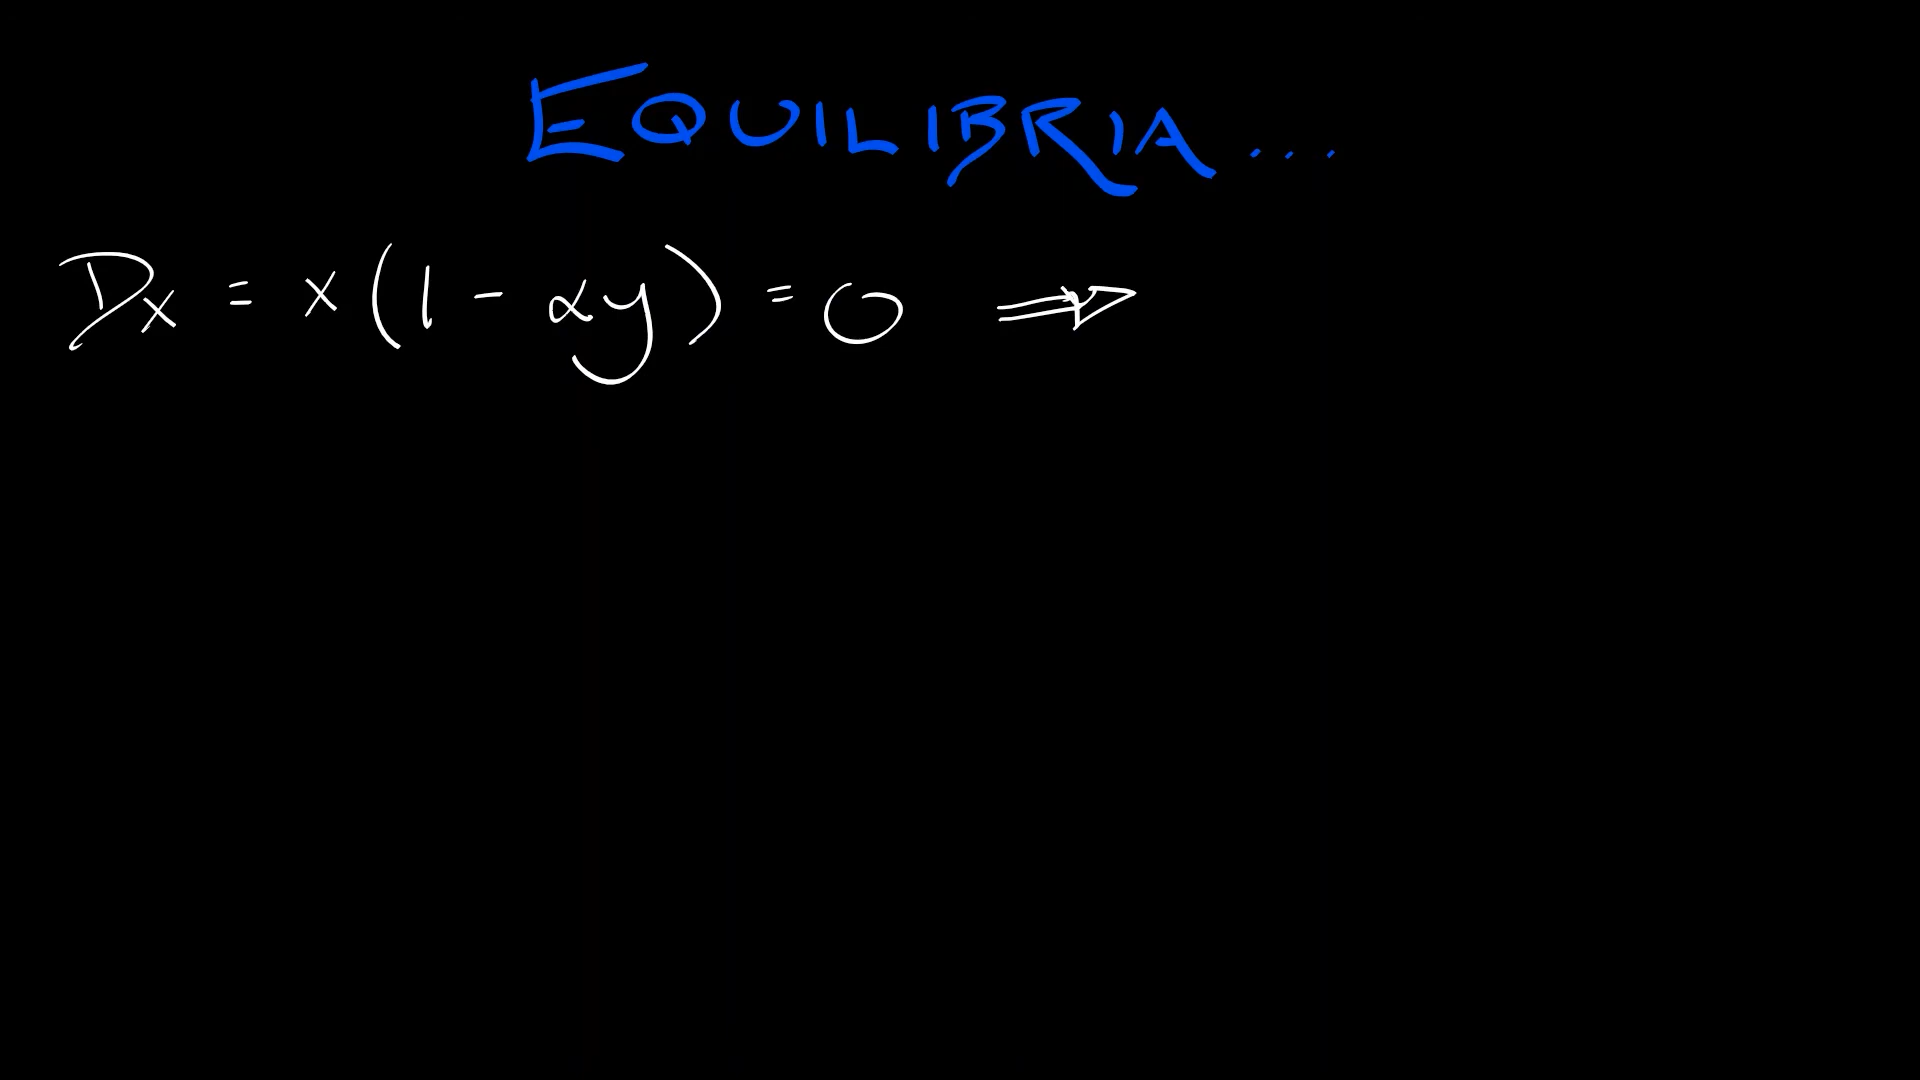 EQUILIBRIA...
Dx = x(1 - αy) = 0 ⇒